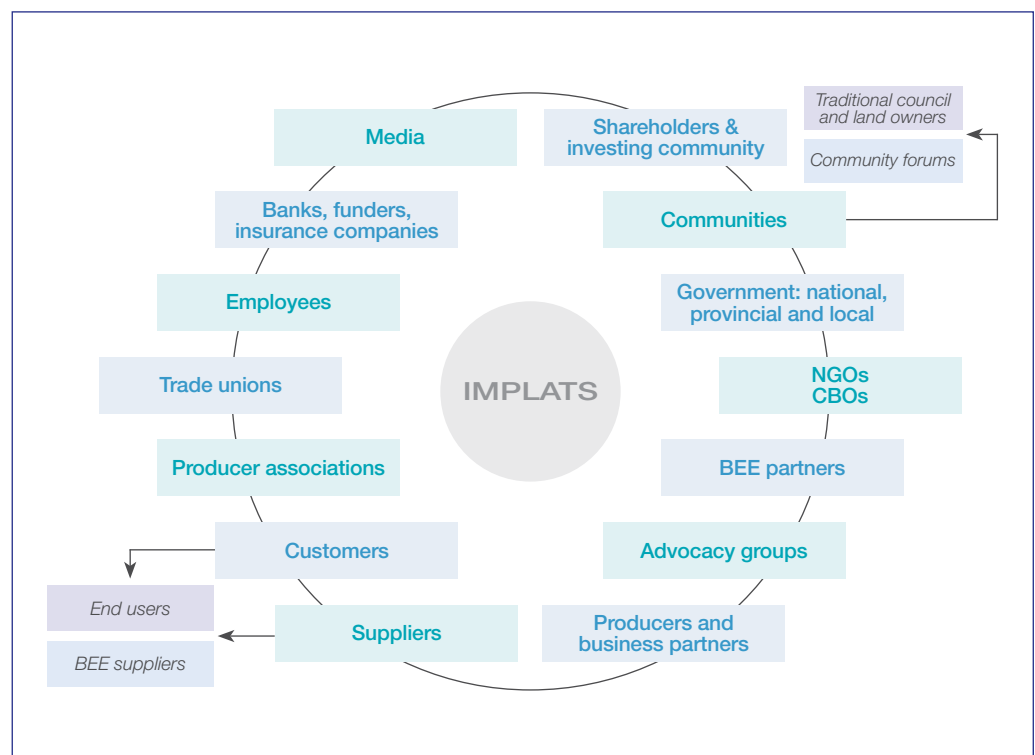 Traditional council
and land owners
Community forums
Media
Shareholders &
investing community
Banks, funders,
insurance companies
Communities
Employees
Government: national,
provincial and local
IMPLATS
Trade unions
NGOs
CBOs
Producer associations
BEE partners
Customers
Advocacy groups
End users
BEE suppliers
Suppliers
Producers and
business partners